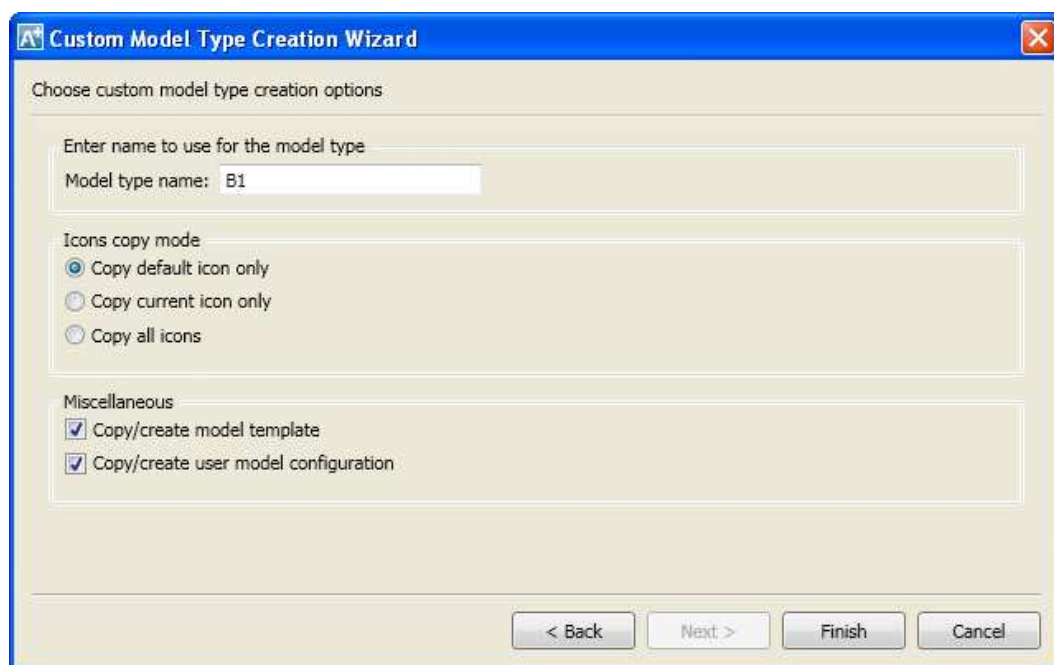 A+ Custom Model Type Creation Wizard
Choose custom model type creation options
Enter name to use for the model type
Model type name: B1
Icons copy mode
Copy default icon only
Copy current icon only
Copy all icons
Miscellaneous
Copy/create model template
Copy/create user model configuration
< Back Next > Finish Cancel